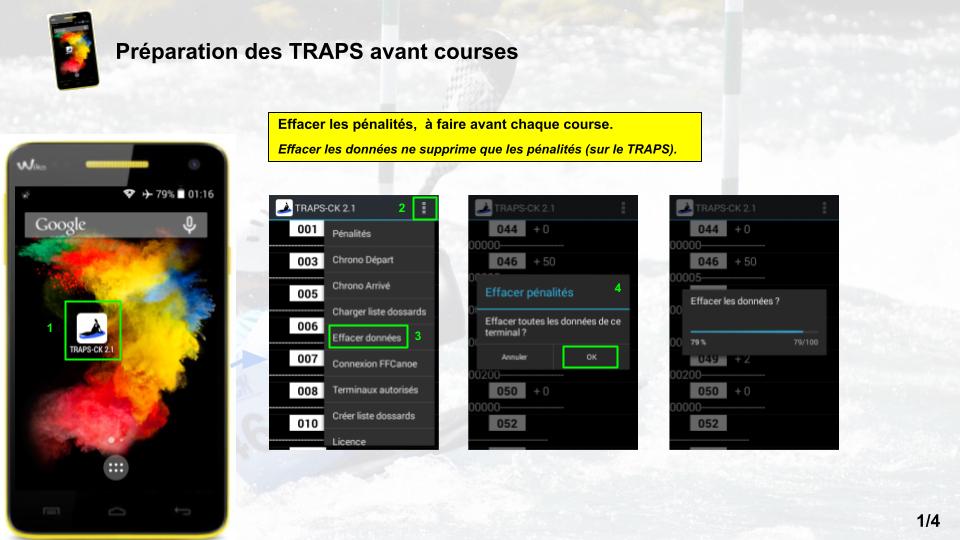 Préparation des TRAPS avant courses
Effacer les pénalités, à faire avant chaque course.
Effacer les données ne supprime que les pénalités (sur le TRAPS).
Wiko
79% 01:16
Google
1
TRAPS-CK 2.1
TRAPS-CK 2.1
2
001
003
005
006
007
008
010
Pénalités
Chrono Départ
Chrono Arrivé
Charger liste dossards
Effacer données
3
Connexion FFCanoe
Terminaux autorisés
Créer liste dossards
Licence
TRAPS-CK 2.1
044 + 0
00000
046 + 50
Effacer pénalités
4
Effacer toutes les données de ce
terminal ?
Annuler OK
00200
050 + 0
00000
052
TRAPS-CK 2.1
044 + 0
00000
046 + 50
00005
Effacer les données ?
79 % 79/100
049 + 2
00200
050 + 0
00000
052
1/4